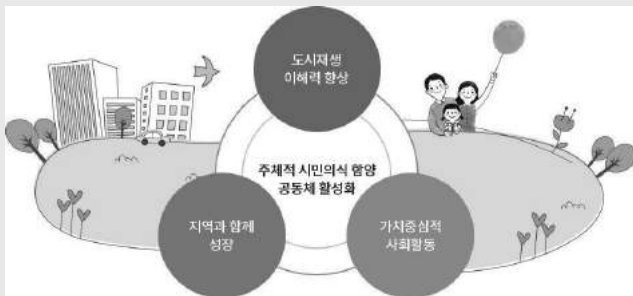 도시재생
이해력 향상
주체적 시민의식 함양
공동체 활성화
지역과 함께
성장
가치중심적
사회활동